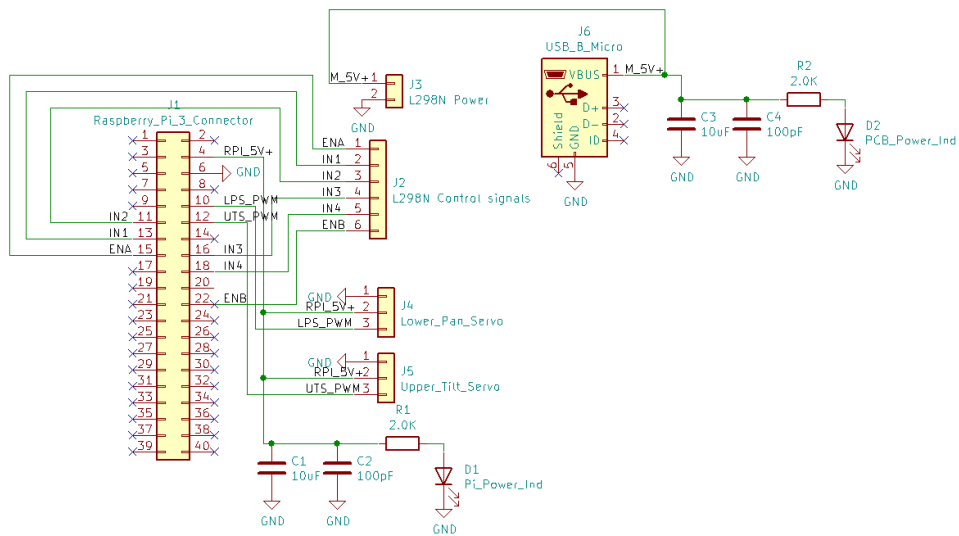 J6
USB_B_Micro
VBUS 1 M_5V+
D+ 3
D- 2
ID 4
Shield
GND
6
5
GND
R2
2.0K
C3
10uF
GND
C4
100pF
GND
D2
PCB_Power_Ind
GND
M_5V+ 1
2
J3
L298N Power
GND
J1
Raspberry_Pi_3_Connector
1 2
3 4 RPI_5V+
5 6 GND
7 8
9 10 LPS_PWM
IN2 11 12 UTS_PWM
IN1 13 14
ENA 15 16 IN3
17 18 IN4
19 20
21 22 ENB
23 24
25 26
27 28
29 30
31 32
33 34
35 36
37 38
39 40
ENA 1
IN1 2
IN2 3
IN3 4
IN4 5
ENB 6
J2
L298N Control signals
GND 1
RPI_5V+ 2
LPS_PWM 3
J4
Lower_Pan_Servo
GND 1
RPI_5V+ 2
UTS_PWM 3
J5
Upper_Tilt_Servo
R1
2.0K
C1
10uF
GND
C2
100pF
GND
D1
Pi_Power_Ind
GND